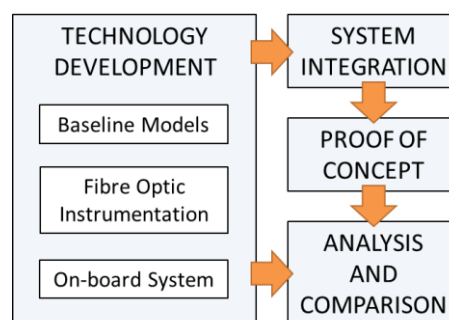 TECHNOLOGY
DEVELOPMENT
Baseline Models
Fibre Optic
Instrumentation
On-board System
SYSTEM
INTEGRATION
PROOF OF
CONCEPT
ANALYSIS
AND
COMPARISON